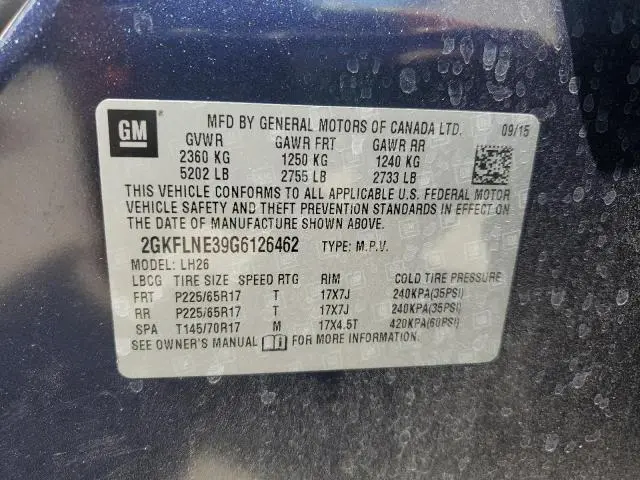 GM
MFD BY GENERAL MOTORS OF CANADA LTD. 09/15
GVWR GAWR FRT GAWR RR
2360 KG 1250 KG 1240 KG
5202 LB 2755 LB 2733 LB
THIS VEHICLE CONFORMS TO ALL APPLICABLE U.S. FEDERAL MOTOR
VEHICLE SAFETY AND THEFT PREVENTION STANDARDS IN EFFECT ON
THE DATE OF MANUFACTURE SHOWN ABOVE.
2GKFLNE39G6126462 TYPE: M.P.V.
MODEL: LH26
LBCG TIRE SIZE SPEED RTG RIM COLD TIRE PRESSURE
FRT P225/65R17 T 17X7J 240KPA(35PSI)
RR P225/65R17 T 17X7J 240KPA(35PSI)
SPA T145/70R17 M 17X4.5T 420KPA(60PSI)
SEE OWNER'S MANUAL FOR MORE INFORMATION.